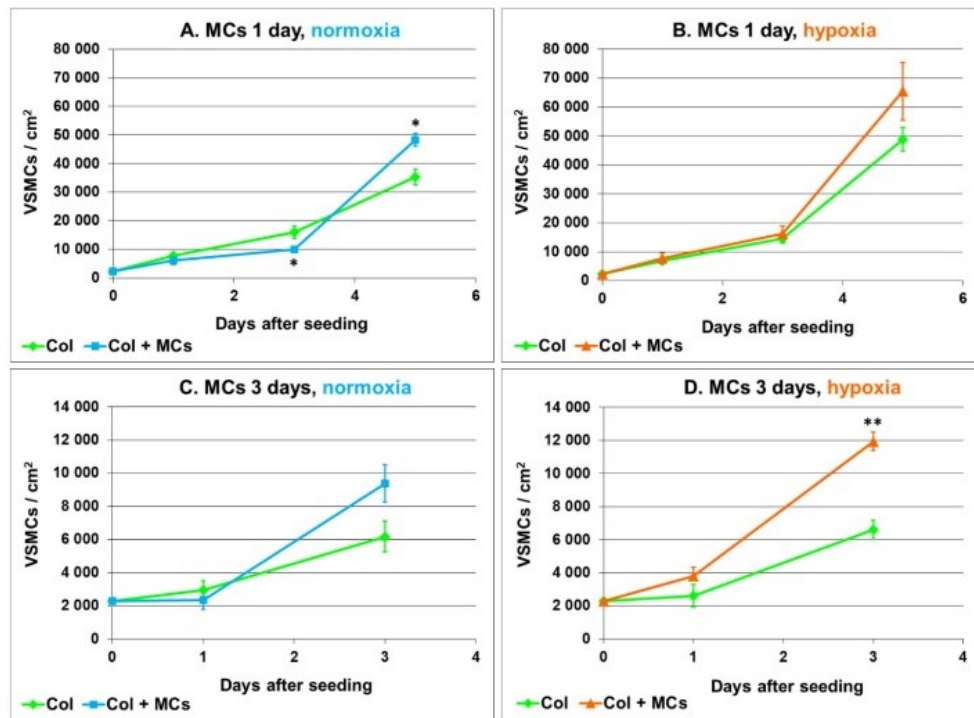 A. MCs 1 day, normoxia
VSMCs / cm²
80 000
70 000
60 000
50 000
40 000
30 000
20 000
10 000
0
*
*
0 2 4 6
Days after seeding
Col Col + MCs
B. MCs 1 day, hypoxia
VSMCs / cm²
80 000
70 000
60 000
50 000
40 000
30 000
20 000
10 000
0
0 2 4 6
Days after seeding
Col Col + MCs
C. MCs 3 days, normoxia
VSMCs / cm²
14 000
12 000
10 000
8 000
6 000
4 000
2 000
0
0 1 2 3 4
Days after seeding
Col Col + MCs
D. MCs 3 days, hypoxia
VSMCs / cm²
14 000
12 000
10 000
8 000
6 000
4 000
2 000
0
**
0 1 2 3 4
Days after seeding
Col Col + MCs